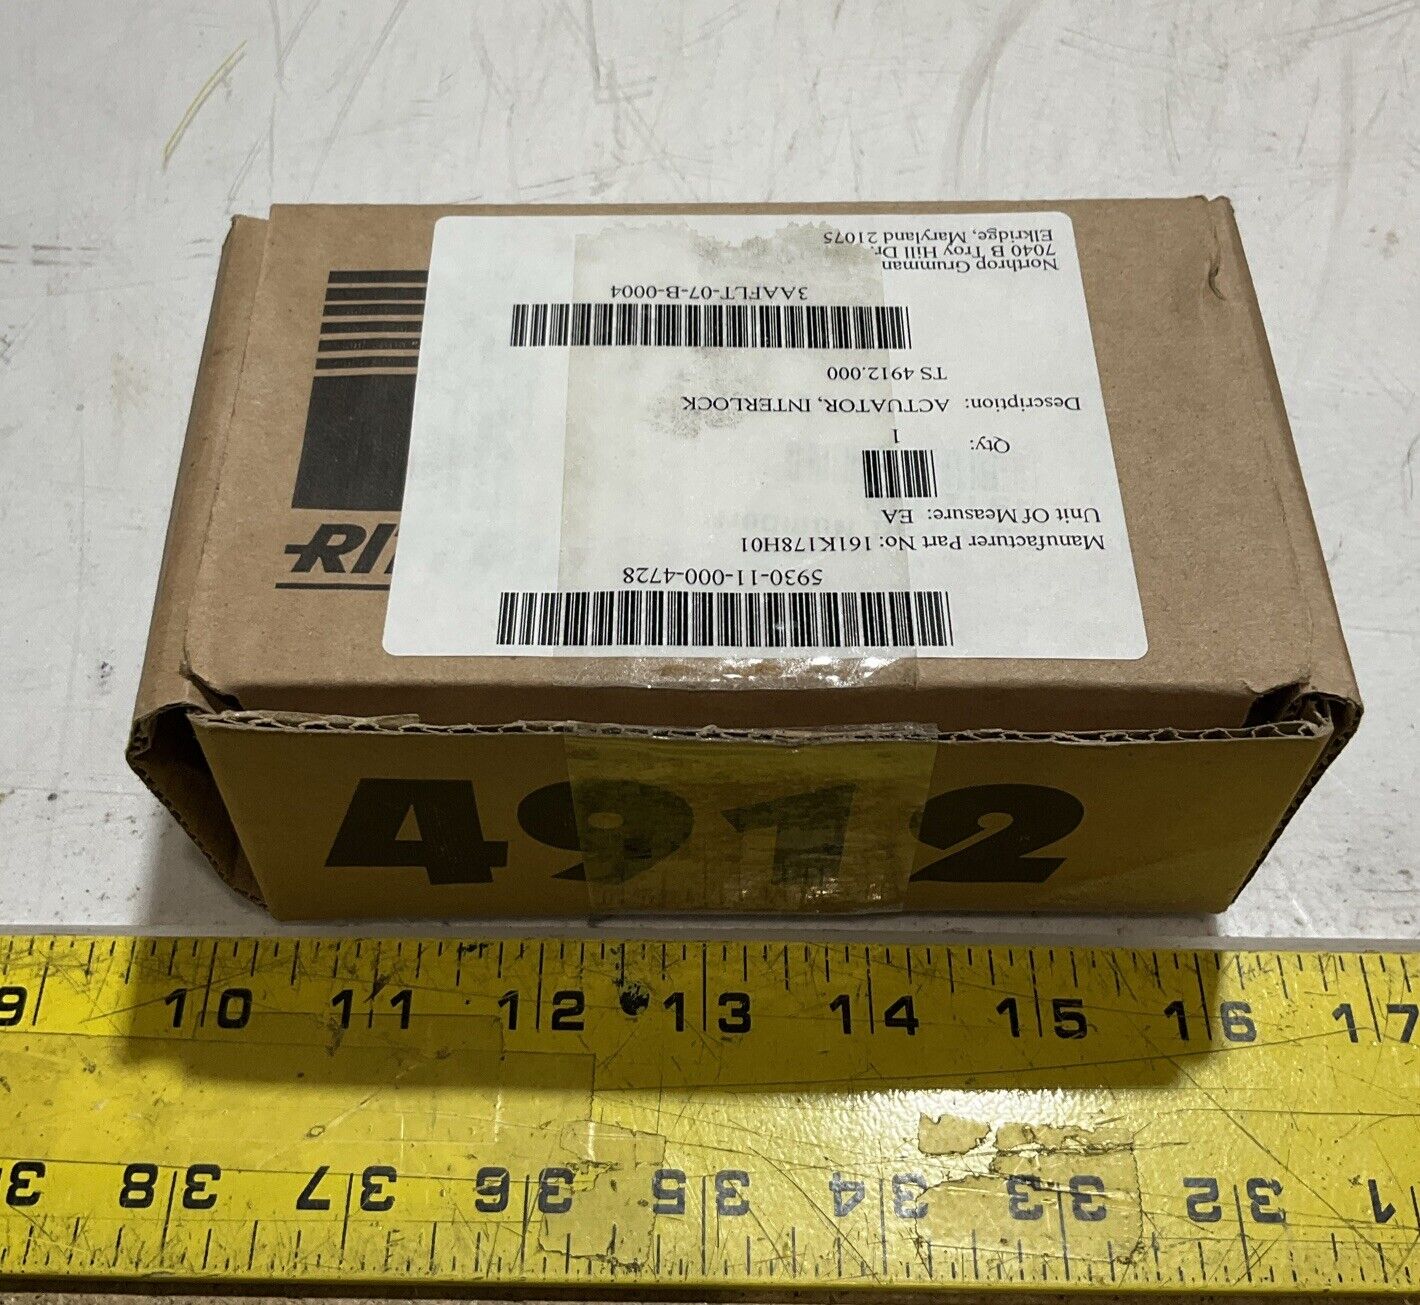 5930-11-000-4728
Manufacturer Part No: 161K178H01
Unit Of Measure: EA
Qty:
1
Description: ACTUATOR, INTERLOCK
TS 4912.000
3AAFLT-07-B-0004
Northrop Grumman
7040 B Troy Hill Dr.
Elkridge, Maryland 21075
RIT
4912
9 10 11 12 13 14 15 16 17
38 37 36 35 34 33 32